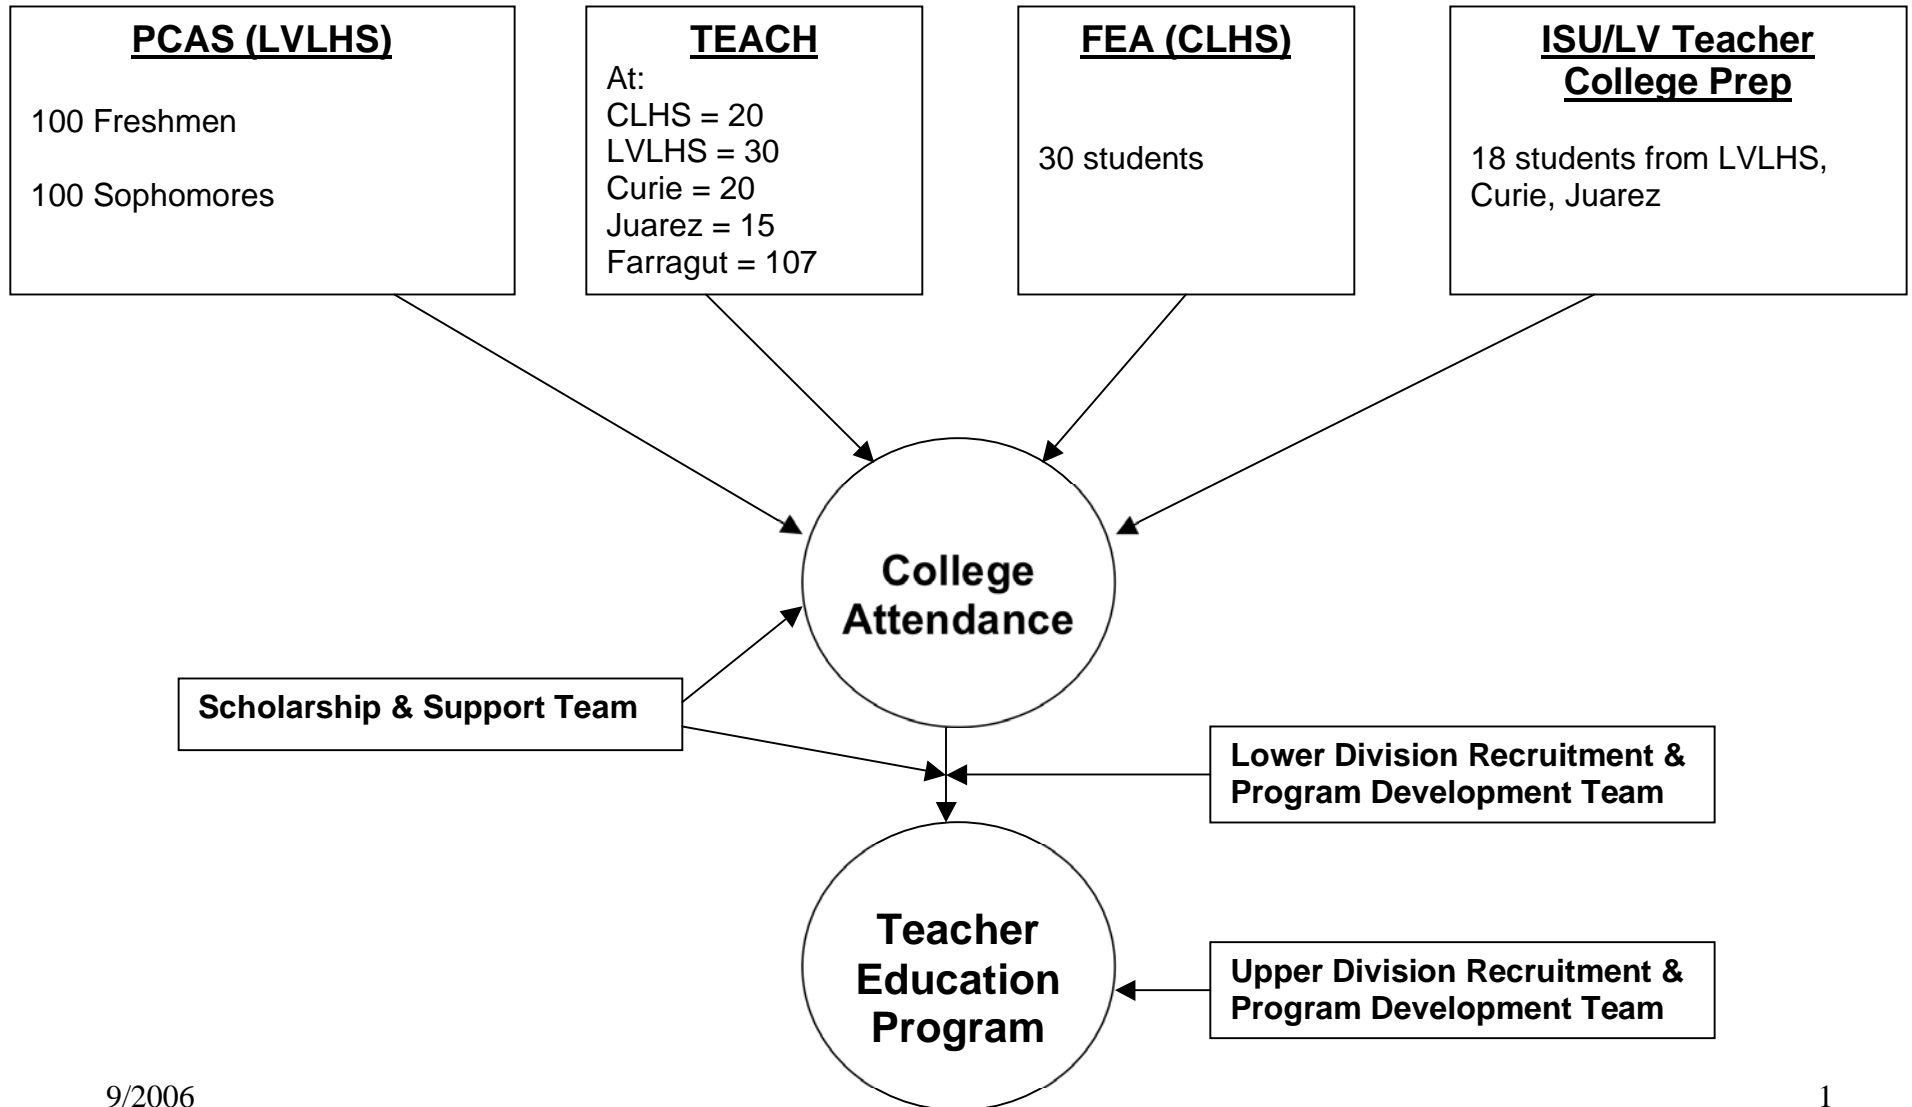 PCAS (LVLHS)
100 Freshmen
100 Sophomores
TEACH
At:
CLHS = 20
LVLHS = 30
Curie = 20
Juarez = 15
Farragut = 107
FEA (CLHS)
30 students
ISU/LV Teacher
College Prep
18 students from LVLHS,
Curie, Juarez
College
Attendance
Scholarship & Support Team
Lower Division Recruitment &
Program Development Team
Teacher
Education
Program
Upper Division Recruitment &
Program Development Team
9/2006
1